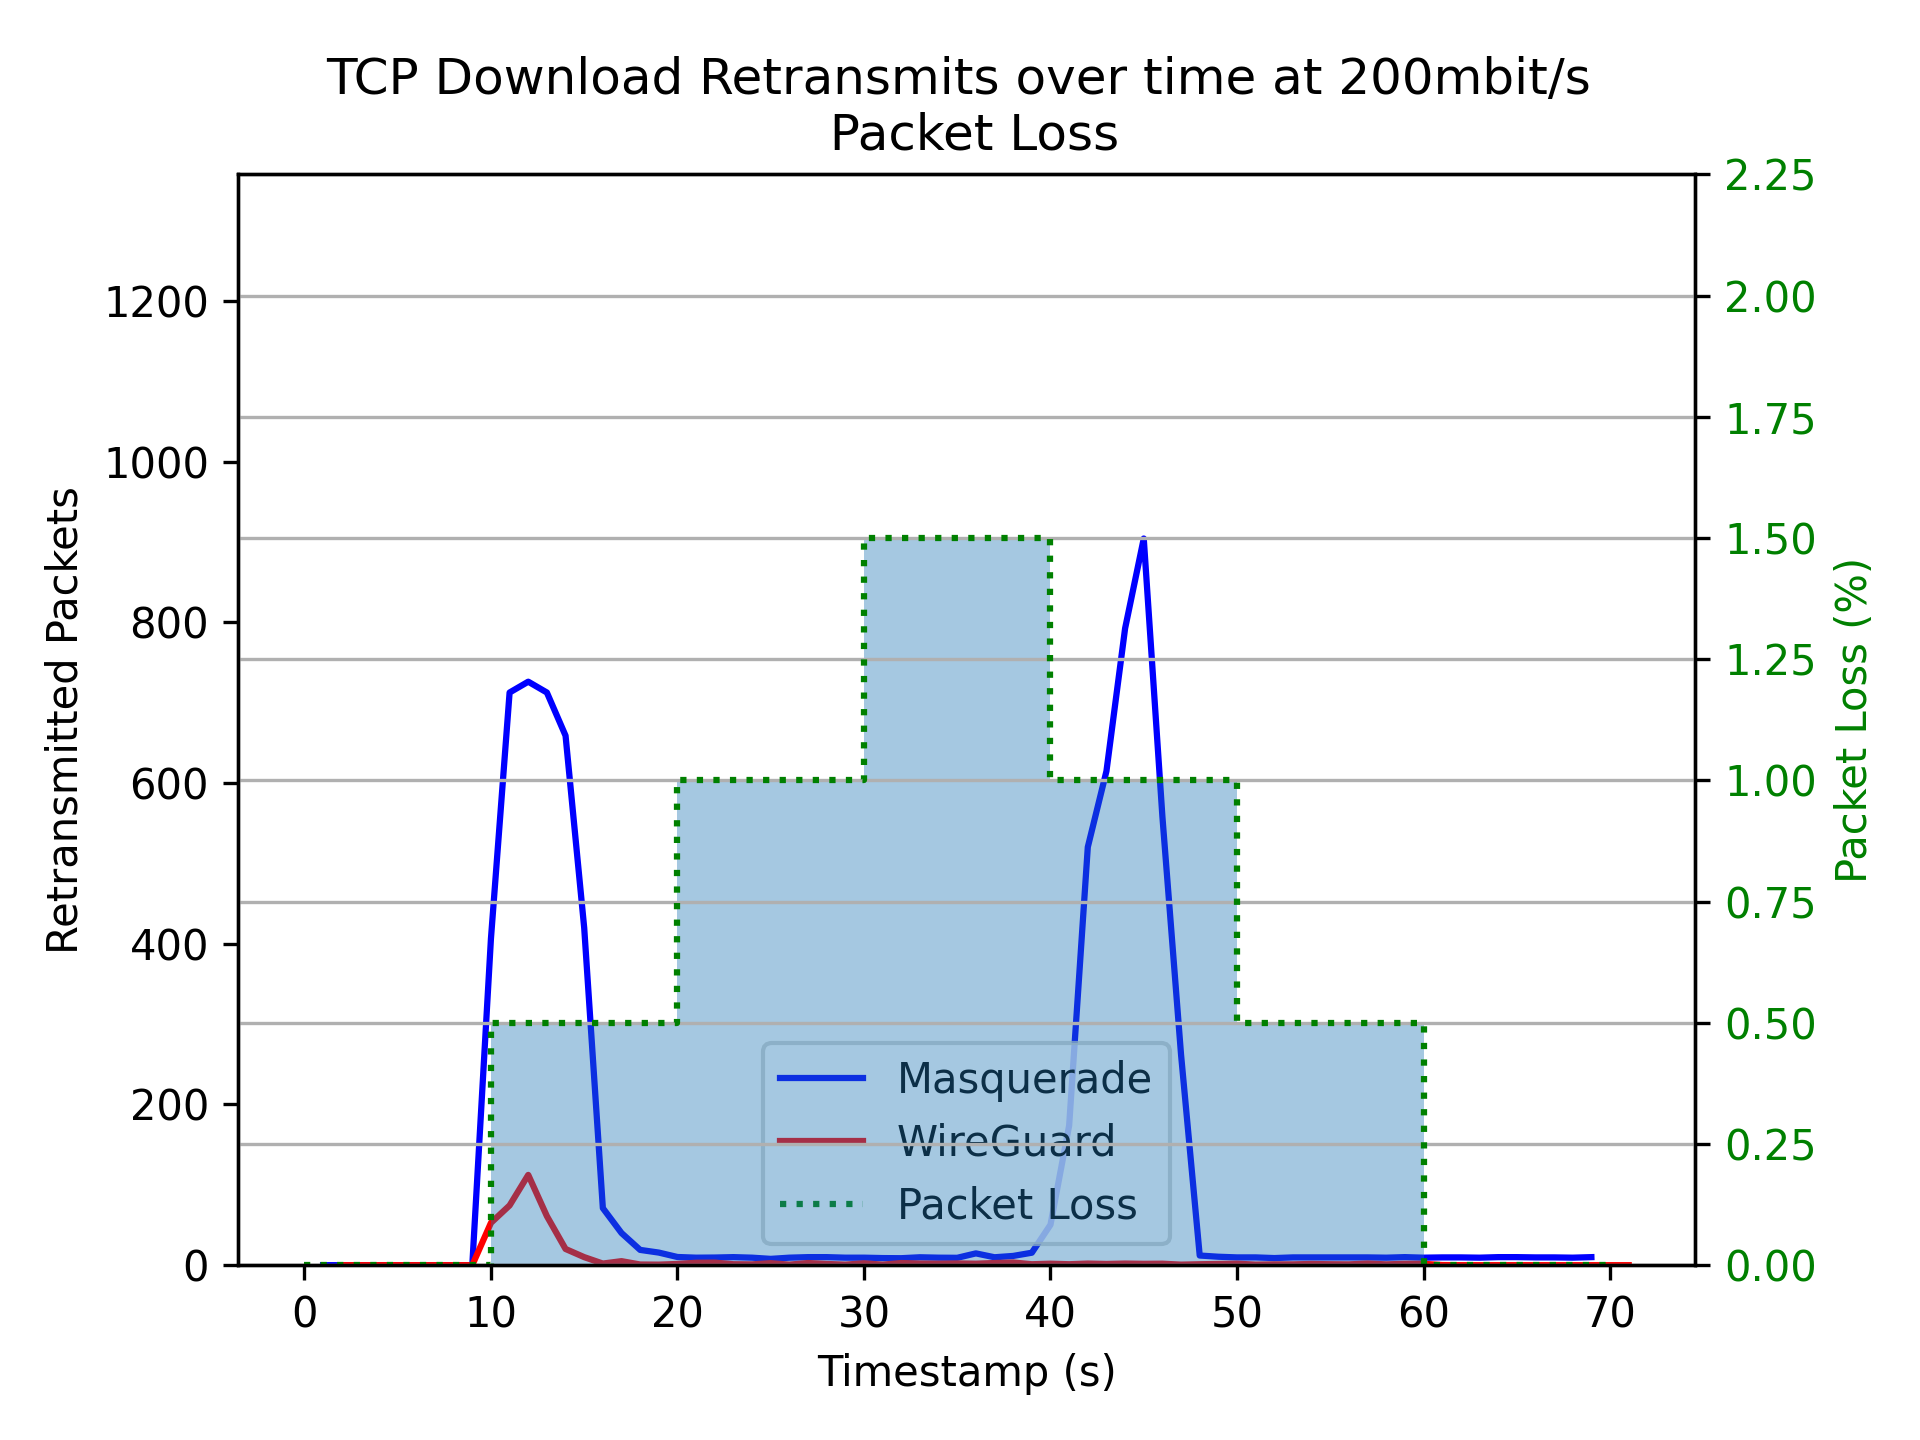 TCP Download Retransmits over time at 200mbit/s
Packet Loss
Retransmitted Packets
1200
1000
800
600
400
200
0
2.25
2.00
1.75
1.50
1.25
1.00
0.75
0.50
0.25
0.00
Packet Loss (%)
Masquerade
WireGuard
Packet Loss
0 10 20 30 40 50 60 70
Timestamp (s)